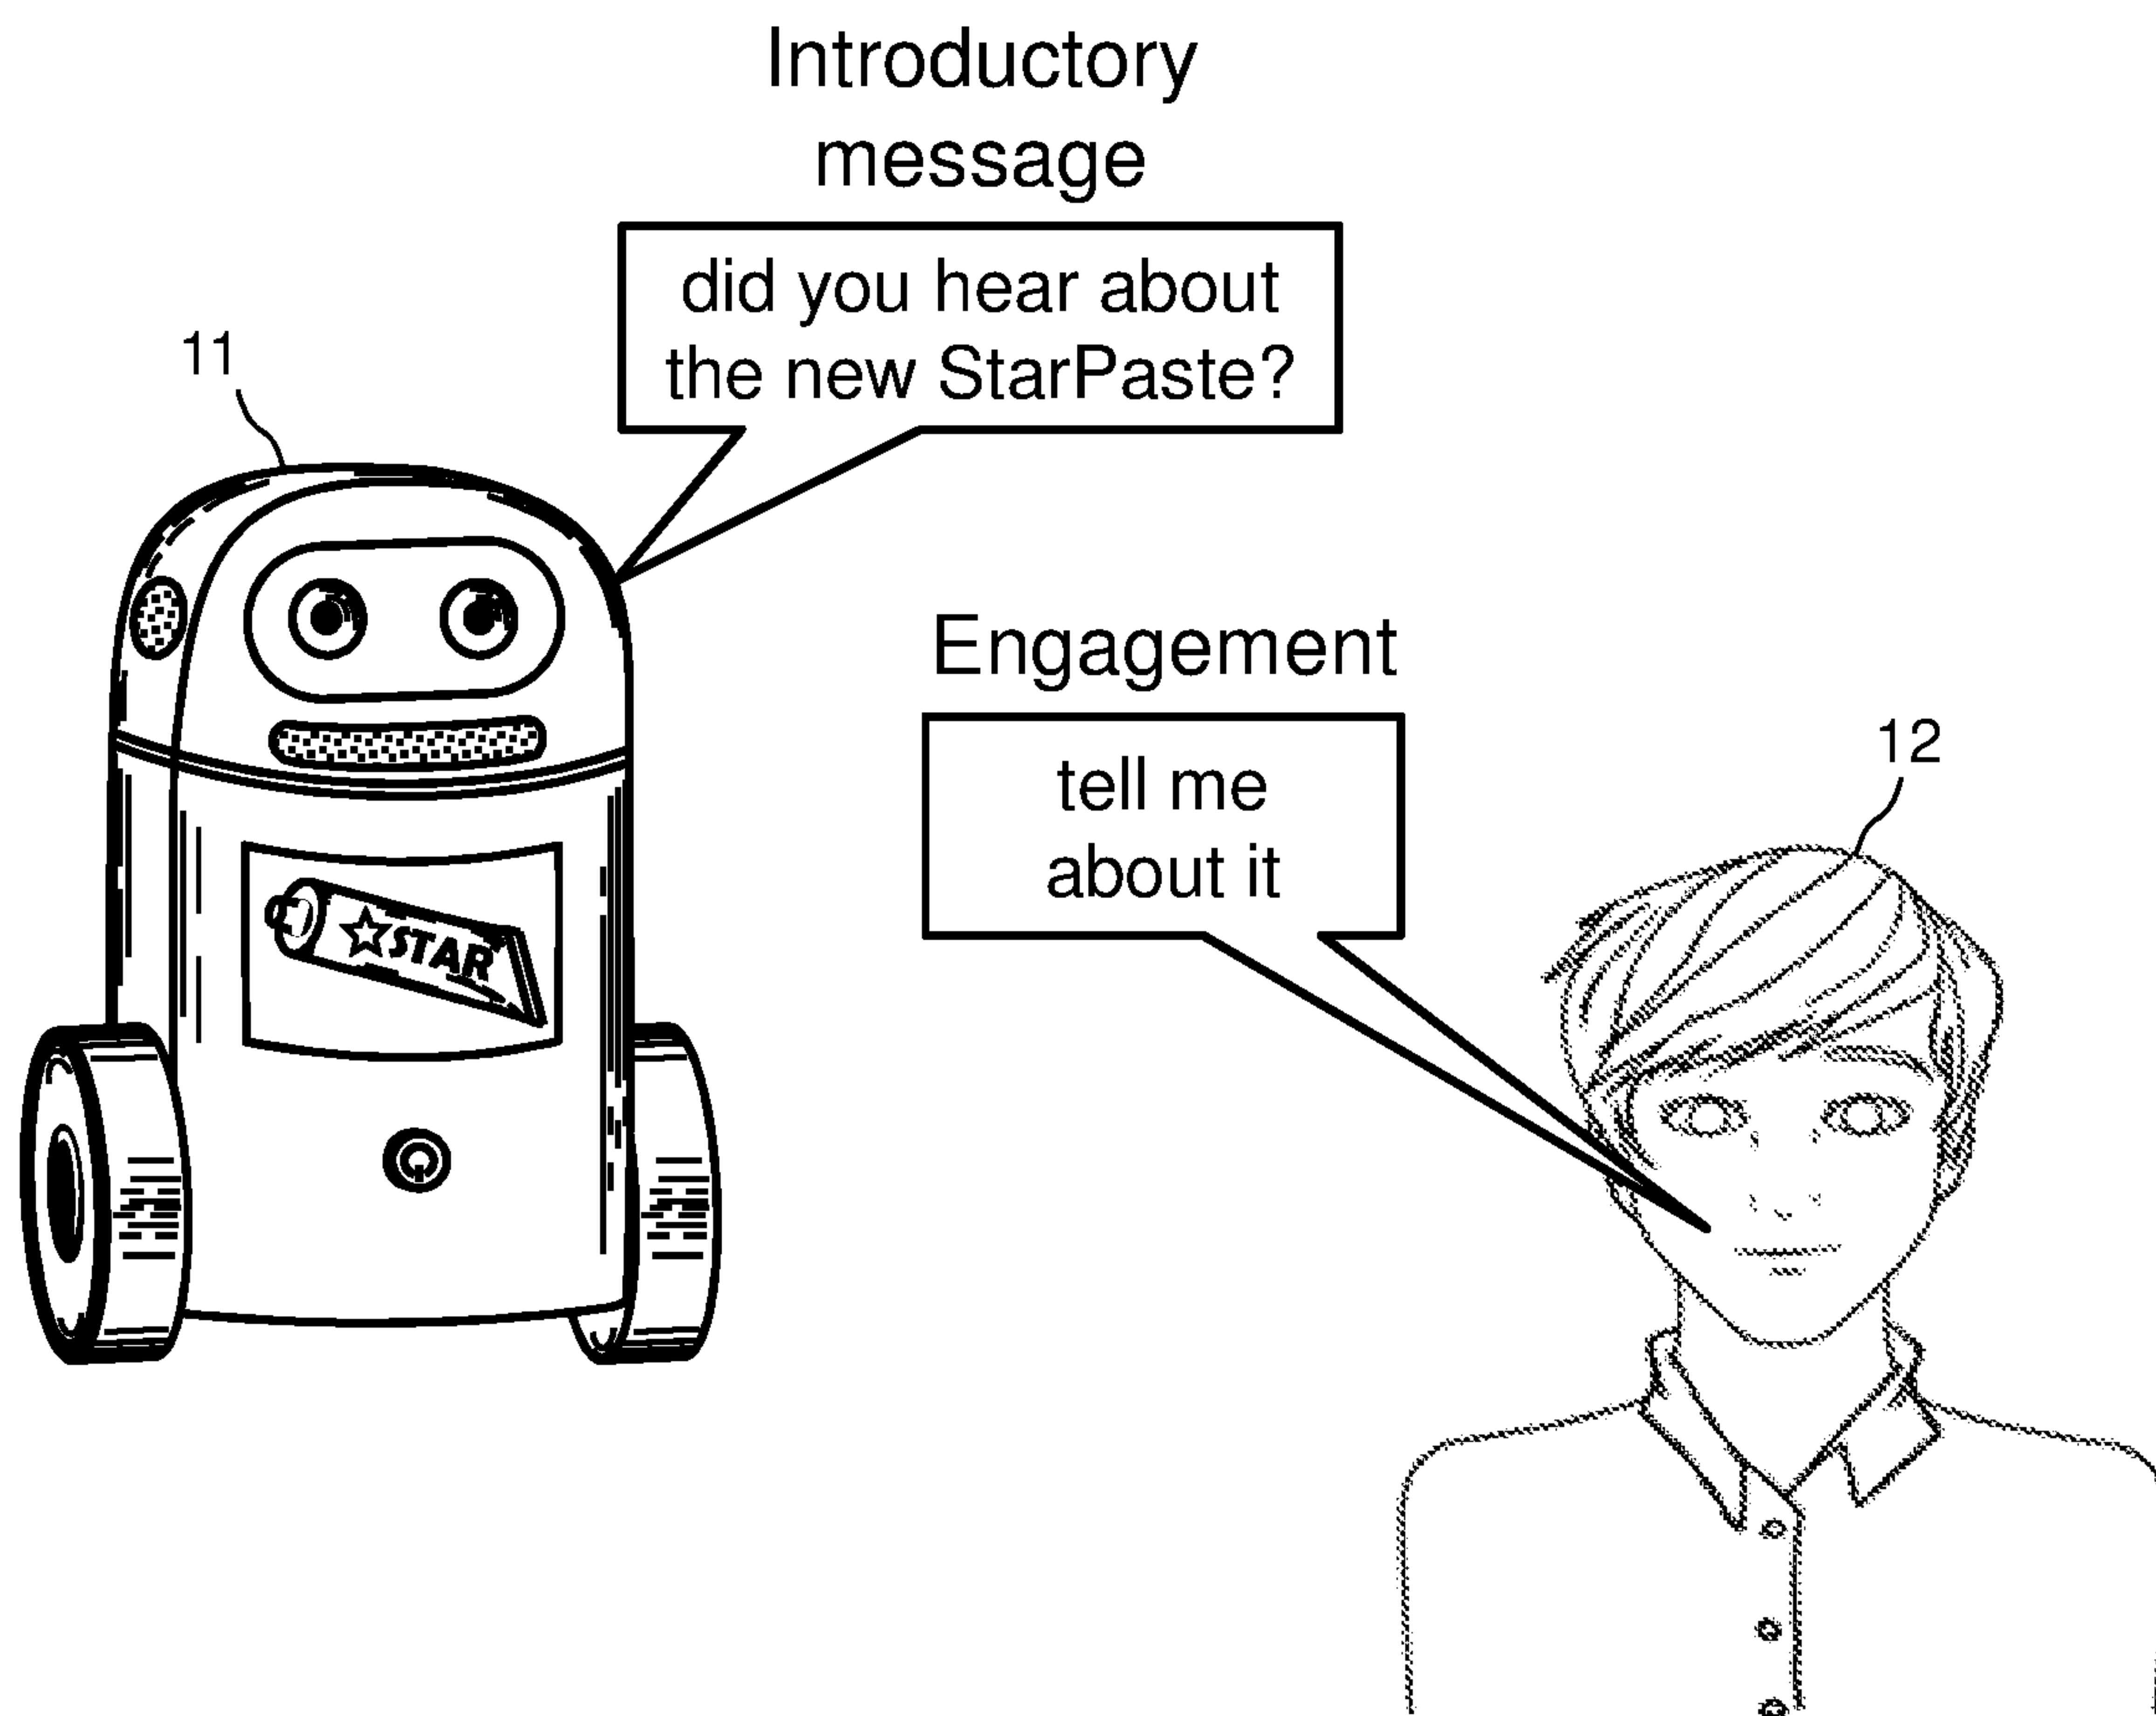 Introductory
message
did you hear about
the new StarPaste?
11
Engagement
tell me
about it
12
STAR